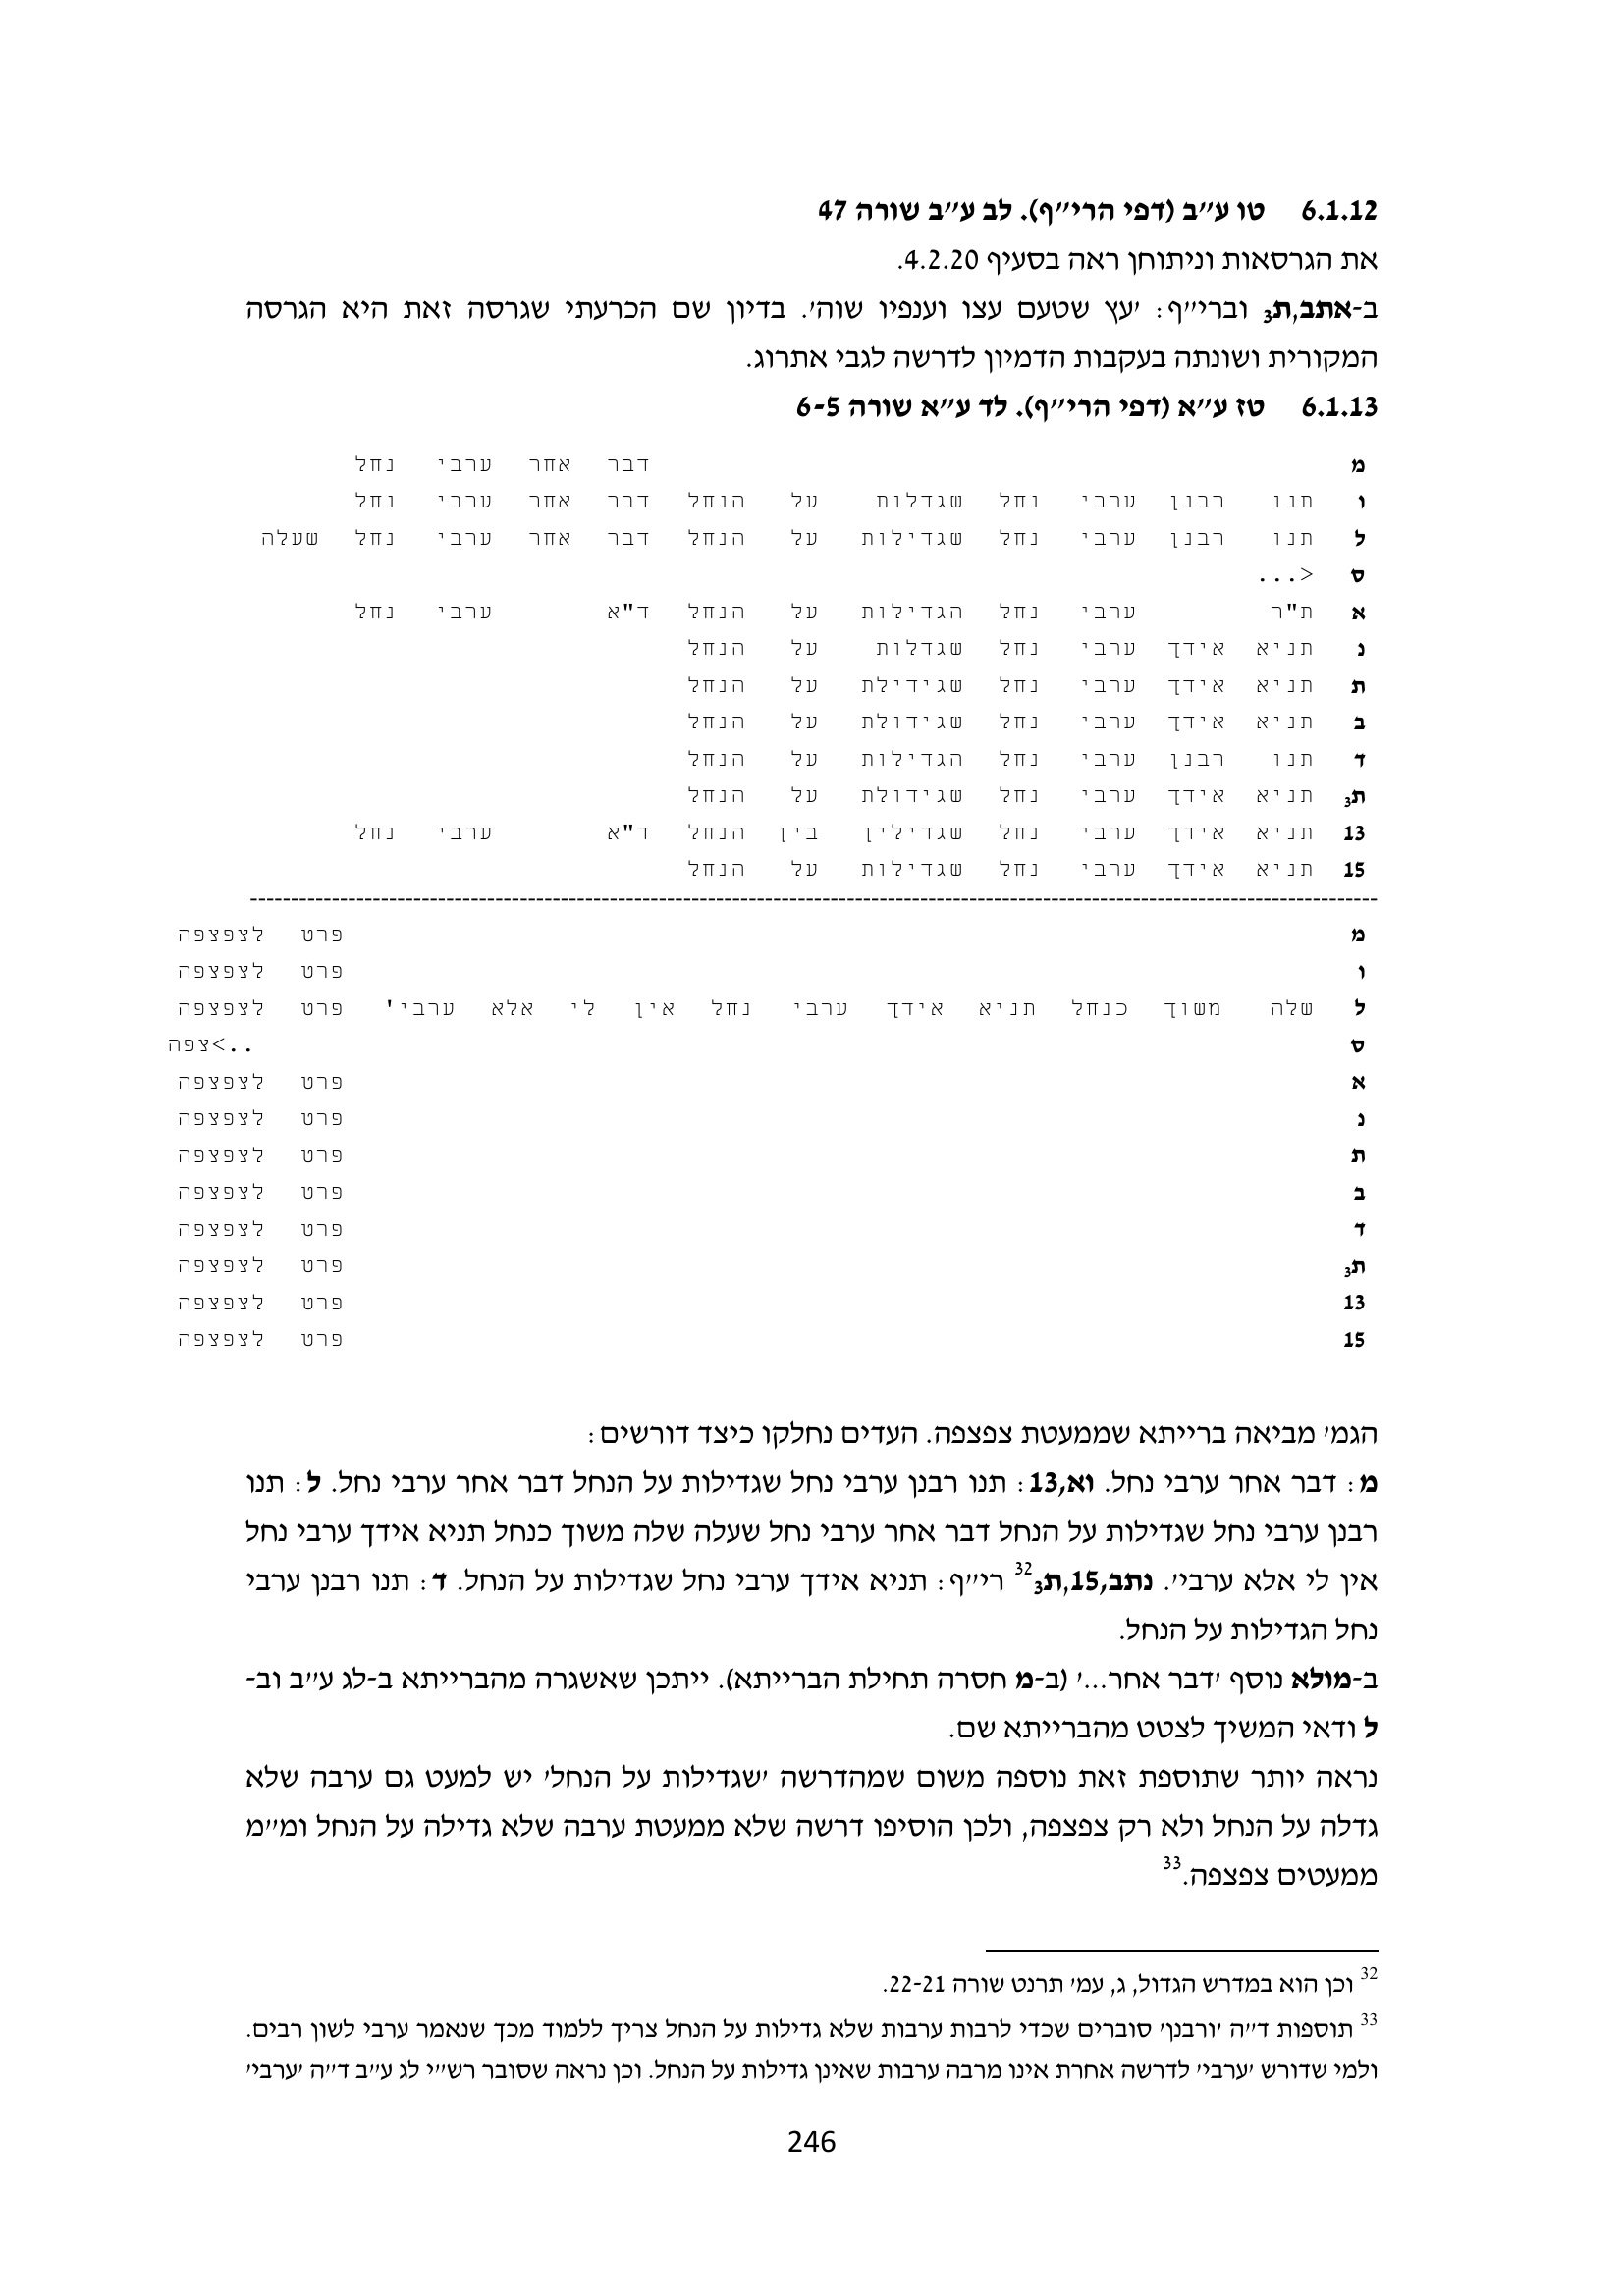 6.1.12 טו ע״ב (דפי הרי״ף). לב ע״ב שורה 47
את הגרסאות וניתוחן ראה בסעיף 4.2.20.
ב-אתב,ת3 וברי״ף: ׳עץ שטעם עצו וענפיו שוה׳. בדיון שם הכרעתי שגרסה זאת היא הגרסה
המקורית ושונתה בעקבות הדמיון לדרשה לגבי אתרוג.
6.1.13 טז ע״א (דפי הרי״ף). לד ע״א שורה 6-5
מ דבר אחר ערבי נחל
ו תנו רבנן ערבי נחל שגדלות על הנחל דבר אחר ערבי נחל
ל תנו רבנן ערבי נחל שגדילות על הנחל דבר אחר ערבי נחל שעלה
ס <...
א ת"ר ערבי נחל הגדילות על הנחל ד"א ערבי נחל
נ תניא אידך ערבי נחל שגדלות על הנחל
ת תניא אידך ערבי נחל שגידילת על הנחל
ב תניא אידך ערבי נחל שגידולת על הנחל
ד תנו רבנן ערבי נחל הגדילות על הנחל
ת3 תניא אידך ערבי נחל שגידולת על הנחל
13 תניא אידך ערבי נחל שגדילין בין הנחל ד"א ערבי נחל
15 תניא אידך ערבי נחל שגדילות על הנחל
מ פרט לצפצפה
ו פרט לצפצפה
ל שלה משוך כנחל תניא אידך ערבי נחל אין לי אלא ערבי' פרט לצפצפה
ס ..>צפה
א פרט לצפצפה
נ פרט לצפצפה
ת פרט לצפצפה
ב פרט לצפצפה
ד פרט לצפצפה
ת3 פרט לצפצפה
13 פרט לצפצפה
15 פרט לצפצפה
הגמ׳ מביאה ברייתא שממעטת צפצפה. העדים נחלקו כיצד דורשים:
מ: דבר אחר ערבי נחל. וא,13: תנו רבנן ערבי נחל שגדילות על הנחל דבר אחר ערבי נחל. ל: תנו
רבנן ערבי נחל שגדילות על הנחל דבר אחר ערבי נחל שעלה שלה משוך כנחל תניא אידך ערבי נחל
אין לי אלא ערבי׳. נתב,15,ת3 32 רי״ף: תניא אידך ערבי נחל שגדילות על הנחל. ד: תנו רבנן ערבי
נחל הגדילות על הנחל.
ב-מולא נוסף ׳דבר אחר...׳ (ב-מ חסרה תחילת הברייתא). ייתכן שאשגרה מהברייתא ב-לג ע״ב וב-
ל ודאי המשיך לצטט מהברייתא שם.
נראה יותר שתוספת זאת נוספה משום שמהדרשה ׳שגדילות על הנחל׳ יש למעט גם ערבה שלא
גדלה על הנחל ולא רק צפצפה, ולכן הוסיפו דרשה שלא ממעטת ערבה שלא גדילה על הנחל ומ״מ
ממעטים צפצפה.33
32 וכן הוא במדרש הגדול, ג, עמ׳ תרנט שורה 22-21.
33 תוספות ד״ה ׳ורבנן׳ סוברים שכדי לרבות ערבות שלא גדילות על הנחל צריך ללמוד מכך שנאמר ערבי לשון רבים.
ולמי שדורש ׳ערבי׳ לדרשה אחרת אינו מרבה ערבות שאינן גדילות על הנחל. וכן נראה שסובר רש״י לג ע״ב ד״ה ׳ערבי׳
246